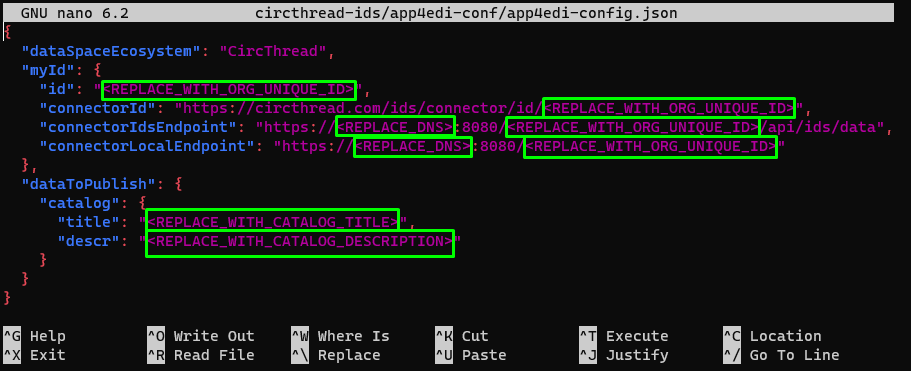 GNU nano 6.2 circthread-ids/app4edi-conf/app4edi-config.json
{
"dataSpaceEcosystem": "CircThread",
"myId": {
"id": "<REPLACE_WITH_ORG_UNIQUE_ID>",
"connectorId": "https://circthread.com/ids/connector/id/<REPLACE_WITH_ORG_UNIQUE_ID>",
"connectorIdsEndpoint": "https://<REPLACE_DNS>:8080/<REPLACE_WITH_ORG_UNIQUE_ID>/api/ids/data",
"connectorLocalEndpoint": "https://<REPLACE_DNS>:8080/<REPLACE_WITH_ORG_UNIQUE_ID>"
},
"dataToPublish": {
"catalog": {
"title": "<REPLACE_WITH_CATALOG_TITLE>",
"descr": "<REPLACE_WITH_CATALOG_DESCRIPTION>"
}
}
}
^G Help ^O Write Out ^W Where Is ^K Cut ^T Execute ^C Location
^X Exit ^R Read File ^\ Replace ^U Paste ^J Justify ^/ Go To Line